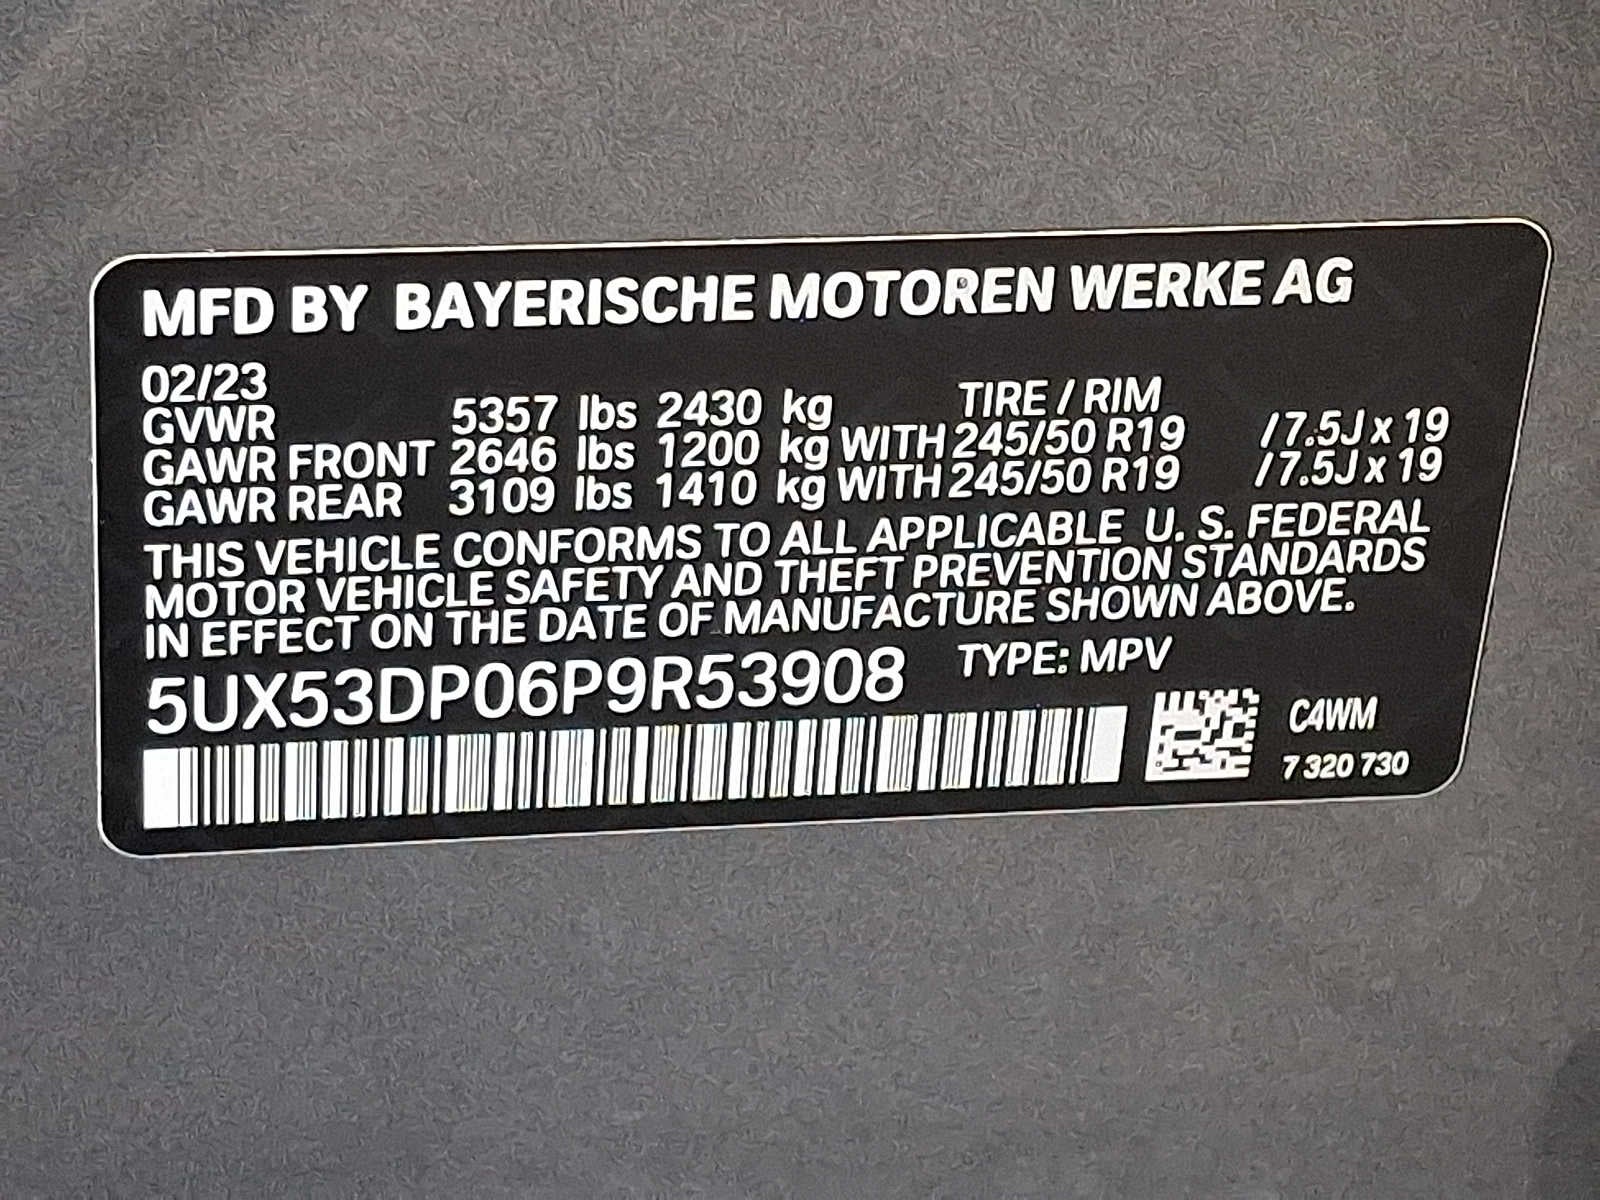 MFD BY BAYERISCHE MOTOREN WERKE AG
02/23
GVWR 5357 lbs 2430 kg TIRE / RIM
GAWR FRONT 2646 lbs 1200 kg WITH 245/50 R19 / 7.5J x 19
GAWR REAR 3109 lbs 1410 kg WITH 245/50 R19 / 7.5J x 19
THIS VEHICLE CONFORMS TO ALL APPLICABLE U. S. FEDERAL
MOTOR VEHICLE SAFETY AND THEFT PREVENTION STANDARDS
IN EFFECT ON THE DATE OF MANUFACTURE SHOWN ABOVE.
5UX53DP06P9R53908 TYPE: MPV
C4WM
7 320 730